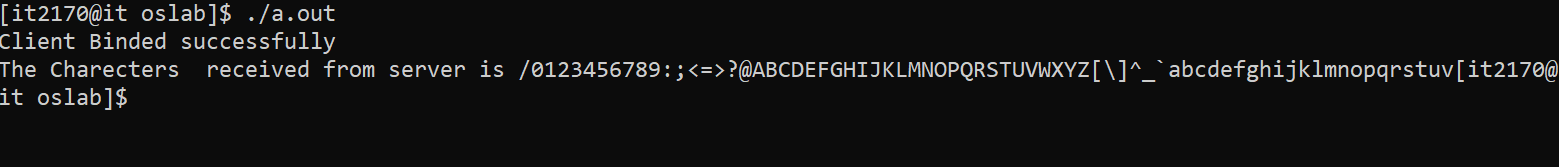 [it2170@it oslab]$ ./a.out
Client Binded successfully
The Charecters  received from server is /0123456789:;<=>?@ABCDEFGHIJKLMNOPQRSTUVWXYZ[\]^_`abcdefghijklmnopqrstuv[it2170@
it oslab]$